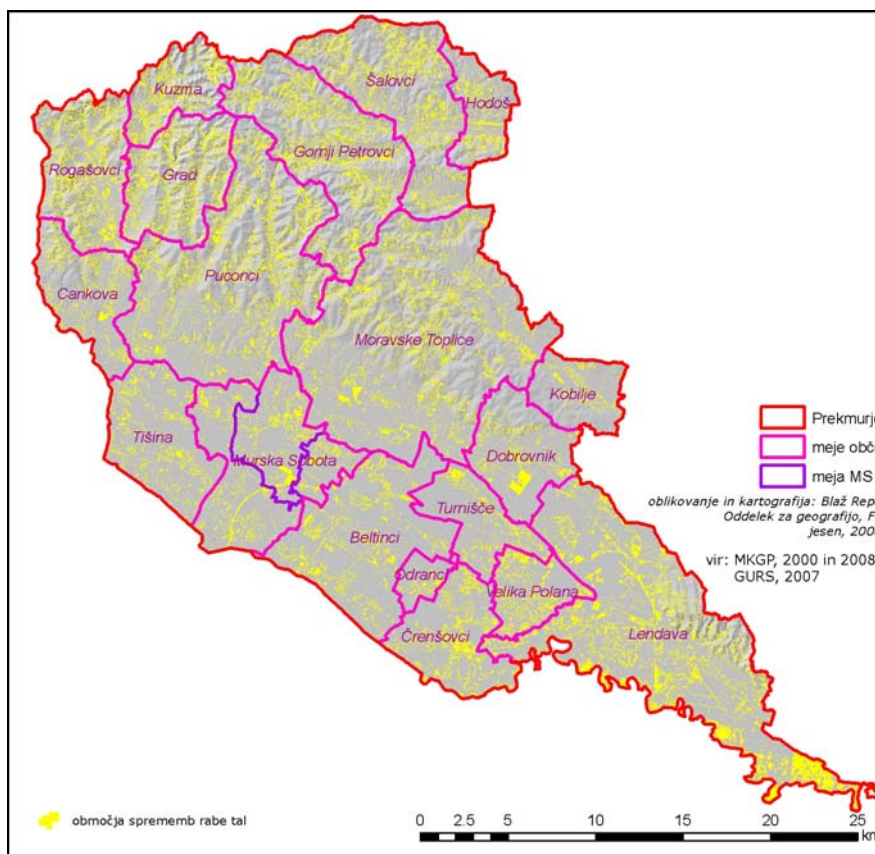 Šalovci
Kuzma
Hodoš
Gornji Petrovci
Rogašovci
Grad
Puconci
Cankova
Moravske Toplice
Kobilje
Tišina
Murska Sobota
Dobrovnik
Turnišče
Beltinci
Odranci
Velika Polana
Črenšovci
Lendava
Prekmurj
meje obč
meja MS
oblikovanje in kartografija: Blaž Rep
Oddelek za geografijo, F
jesen, 200
vir: MKGP, 2000 in 2008
GURS, 2007
območja sprememb rabe tal
0 2.5 5 10 15 20 25
km